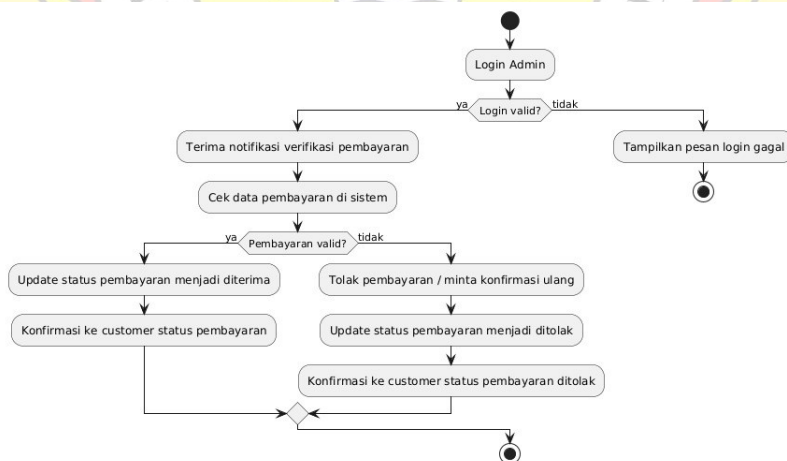 Login Admin
ya
Login valid?
tidak
Terima notifikasi verifikasi pembayaran
Tampilkan pesan login gagal
Cek data pembayaran di sistem
ya
Pembayaran valid?
tidak
Update status pembayaran menjadi diterima
Tolak pembayaran / minta konfirmasi ulang
Konfirmasi ke customer status pembayaran
Update status pembayaran menjadi ditolak
Konfirmasi ke customer status pembayaran ditolak